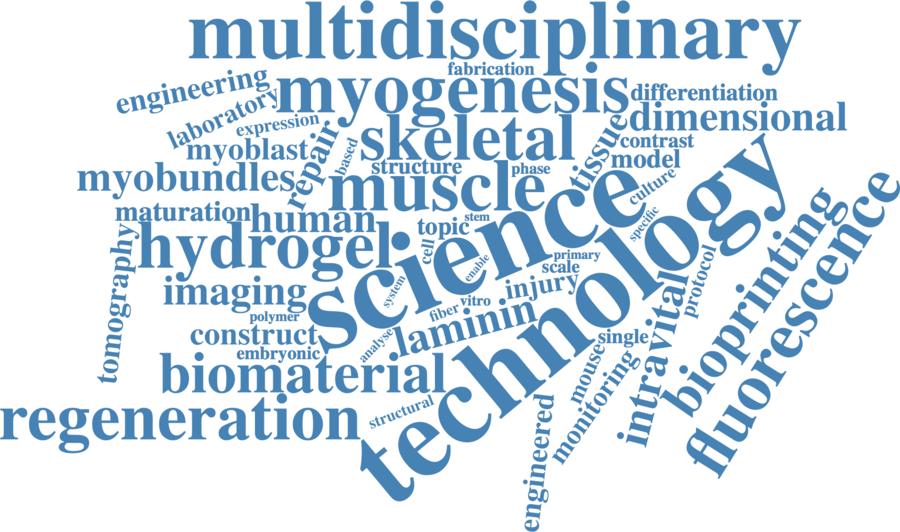 multidisciplinary
fabrication
engineering
myogenesis
differentiation
laboratory
expression
skeletal
tissue
dimensional
contrast
myoblast
repair
based
structure
phase
model
myobundles
muscle
culture
maturation
human
topic
stem
science
technology
specific
hydrogel
cell
enable
primary
scale
tomography
imaging
system
injury
protocol
bioprinting
fluorescence
polymer
fiber
vitro
construct
laminin
intravital
embryonic
analyse
single
mouse
biomaterial
monitoring
regeneration
structural
engineered